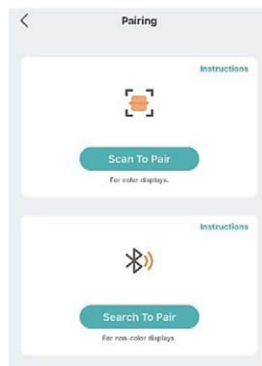 Pairing
Instructions
Scan To Pair
For color displays.
Instructions
Search To Pair
For non-color displays.